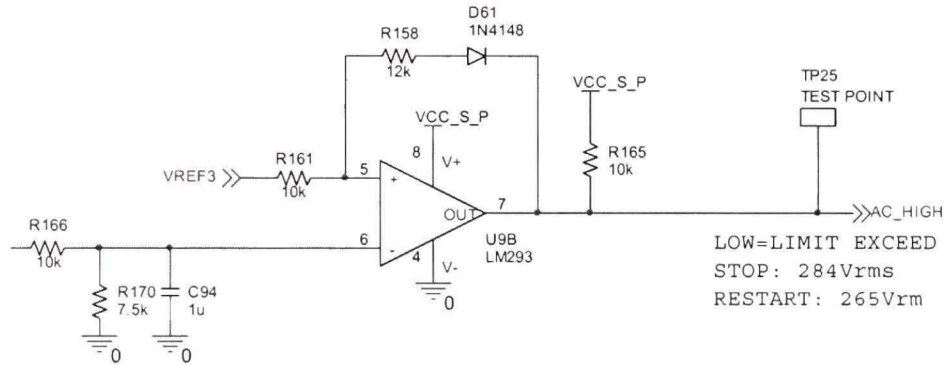 D61
1N4148
R158
12k
VCC_S_P
TP25
TEST POINT
VCC_S_P
8
V+
R165
10k
R161
VREF3
10k
5
+
OUT
7
AC_HIGH
R166
10k
6
-
4
V-
U9B
LM293
0
LOW=LIMIT EXCEED
STOP: 284Vrms
RESTART: 265Vrm
R170
7.5k
C94
1u
0
0